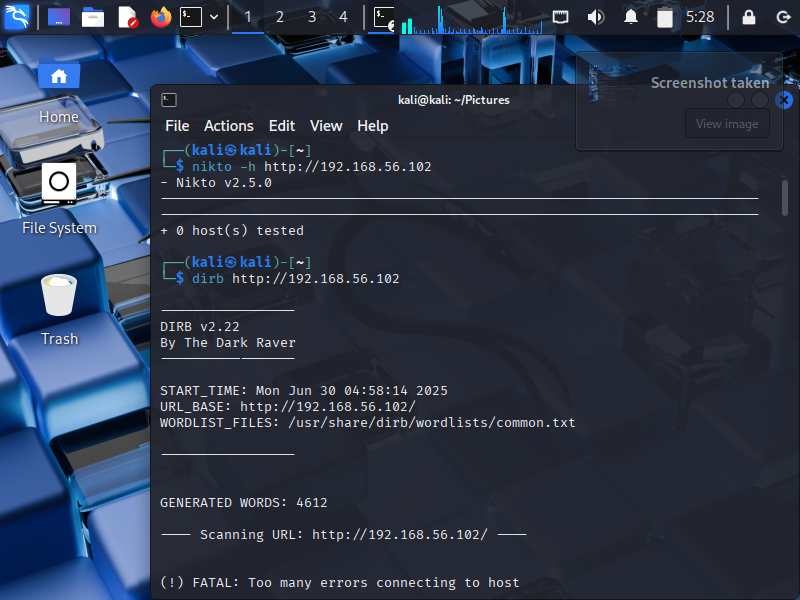 1 2 3 4
5:28
Screenshot taken
View image
Home
File System
Trash
kali@kali: ~/Pictures
File Actions Edit View Help
┌──(kali㉿kali)-[~]
└─$ nikto -h http://192.168.56.102
- Nikto v2.5.0
+ 0 host(s) tested
┌──(kali㉿kali)-[~]
└─$ dirb http://192.168.56.102
DIRB v2.22
By The Dark Raver
START_TIME: Mon Jun 30 04:58:14 2025
URL_BASE: http://192.168.56.102/
WORDLIST_FILES: /usr/share/dirb/wordlists/common.txt
GENERATED WORDS: 4612
---- Scanning URL: http://192.168.56.102/ ----
(!) FATAL: Too many errors connecting to host